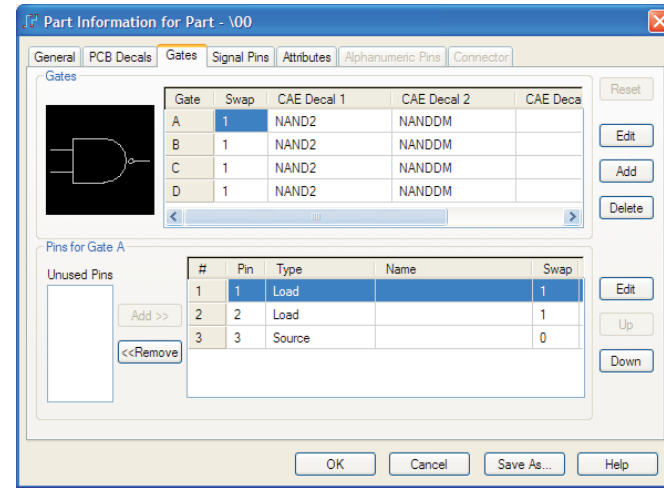 Part Information for Part - \00
General PCB Decals Gates Signal Pins Attributes Alphanumeric Pins Connector
Gates
Reset
Gate Swap CAE Decal 1 CAE Decal 2 CAE Deca
A 1 NAND2 NANDDM
B 1 NAND2 NANDDM
C 1 NAND2 NANDDM
D 1 NAND2 NANDDM
Edit
Add
Delete
Pins for Gate A
Unused Pins
# Pin Type Name Swap
1 1 Load 1
2 2 Load 1
3 3 Source 0
Add >>
<<Remove
Edit
Up
Down
OK Cancel Save As... Help